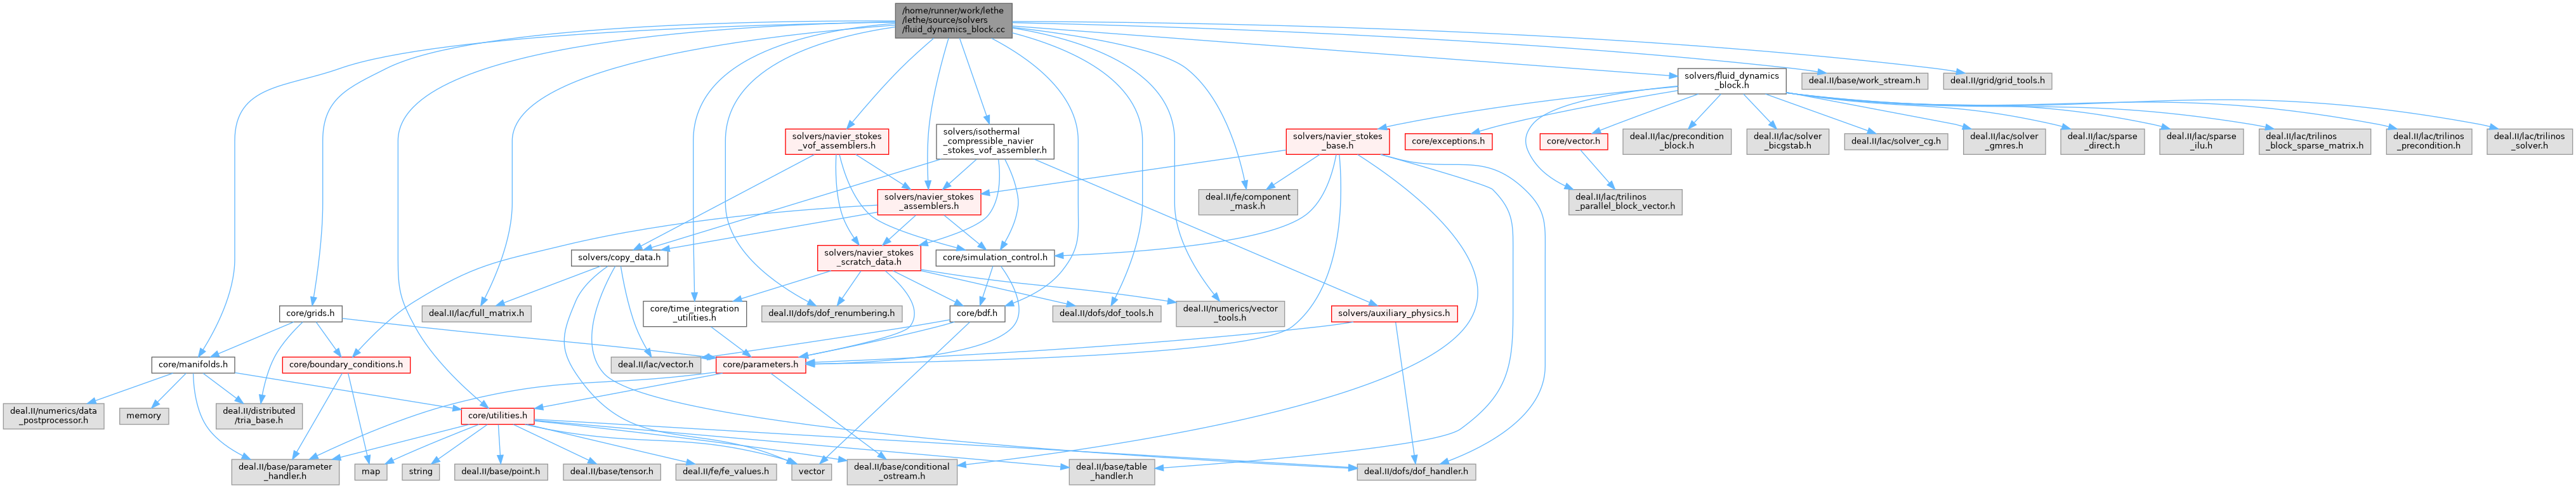 /home/runner/work/lethe
/lethe/source/solvers
/fluid_dynamics_block.cc
solvers/fluid_dynamics
_block.h
deal.II/base/work_stream.h
deal.II/grid/grid_tools.h
solvers/navier_stokes
_vof_assemblers.h
solvers/isothermal
_compressible_navier
_stokes_vof_assembler.h
solvers/navier_stokes
_base.h
core/exceptions.h
core/vector.h
deal.II/lac/precondition
_block.h
deal.II/lac/solver
_bicgstab.h
deal.II/lac/solver_cg.h
deal.II/lac/solver
_gmres.h
deal.II/lac/sparse
_direct.h
deal.II/lac/sparse
_ilu.h
deal.II/lac/trilinos
_block_sparse_matrix.h
deal.II/lac/trilinos
_precondition.h
deal.II/lac/trilinos
_solver.h
solvers/navier_stokes
_assemblers.h
deal.II/fe/component
_mask.h
deal.II/lac/trilinos
_parallel_block_vector.h
solvers/copy_data.h
solvers/navier_stokes
_scratch_data.h
core/simulation_control.h
core/grids.h
deal.II/lac/full_matrix.h
core/time_integration
_utilities.h
deal.II/dofs/dof_renumbering.h
core/bdf.h
deal.II/dofs/dof_tools.h
deal.II/numerics/vector
_tools.h
solvers/auxiliary_physics.h
core/manifolds.h
core/boundary_conditions.h
deal.II/lac/vector.h
core/parameters.h
deal.II/numerics/data
_postprocessor.h
memory
deal.II/distributed
/tria_base.h
core/utilities.h
deal.II/base/parameter
_handler.h
map
string
deal.II/base/point.h
deal.II/base/tensor.h
deal.II/fe/fe_values.h
vector
deal.II/base/conditional
_ostream.h
deal.II/base/table
_handler.h
deal.II/dofs/dof_handler.h